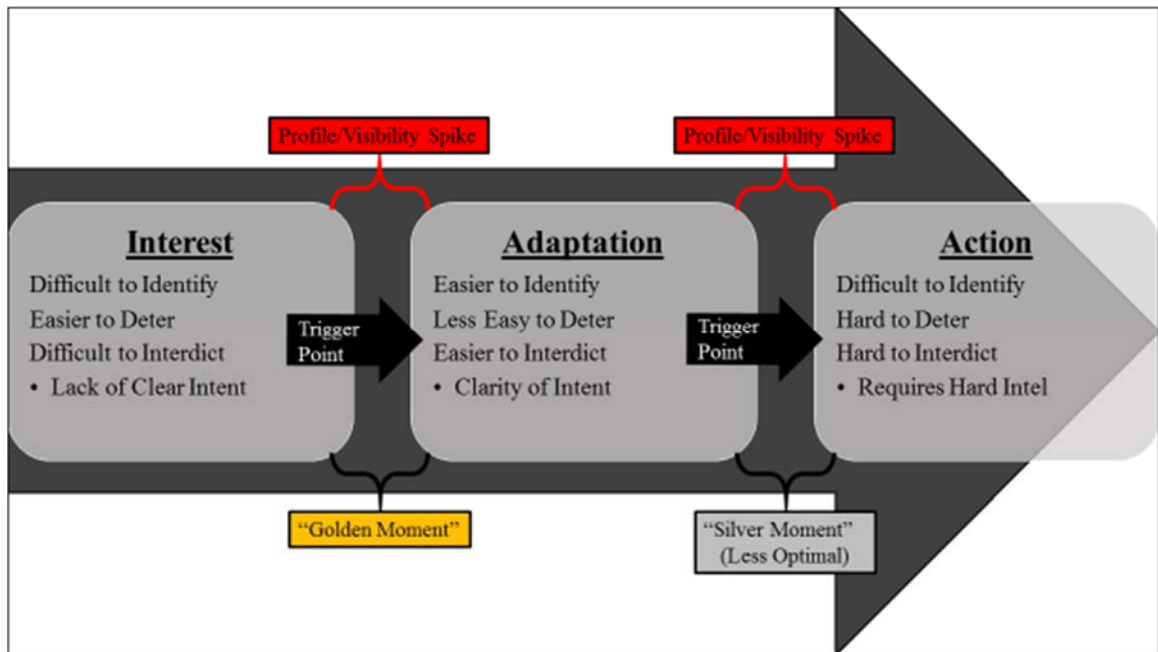 Profile/Visibility Spike
Profile/Visibility Spike
Interest
Difficult to Identify
Easier to Deter
Difficult to Interdict
• Lack of Clear Intent
Trigger
Point
Adaptation
Easier to Identify
Less Easy to Deter
Easier to Interdict
• Clarity of Intent
Trigger
Point
Action
Difficult to Identify
Hard to Deter
Hard to Interdict
• Requires Hard Intel
“Golden Moment”
“Silver Moment”
(Less Optimal)